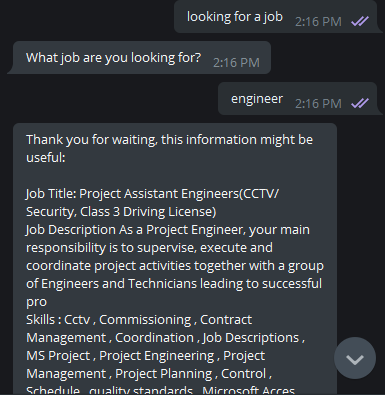 looking for a job 2:16 PM
What job are you looking for? 2:16 PM
engineer 2:16 PM
Thank you for waiting, this information might be
useful:
Job Title: Project Assistant Engineers(CCTV/
Security, Class 3 Driving License)
Job Description As a Project Engineer, your main
responsibility is to supervise, execute and
coordinate project activities together with a group
of Engineers and Technicians leading to successful
pro
Skills : Cctv , Commissioning , Contract
Management , Coordination , Job Descriptions ,
MS Project , Project Engineering , Project
Management , Project Planning , Control ,
Schedule , quality standards , Microsoft Acces